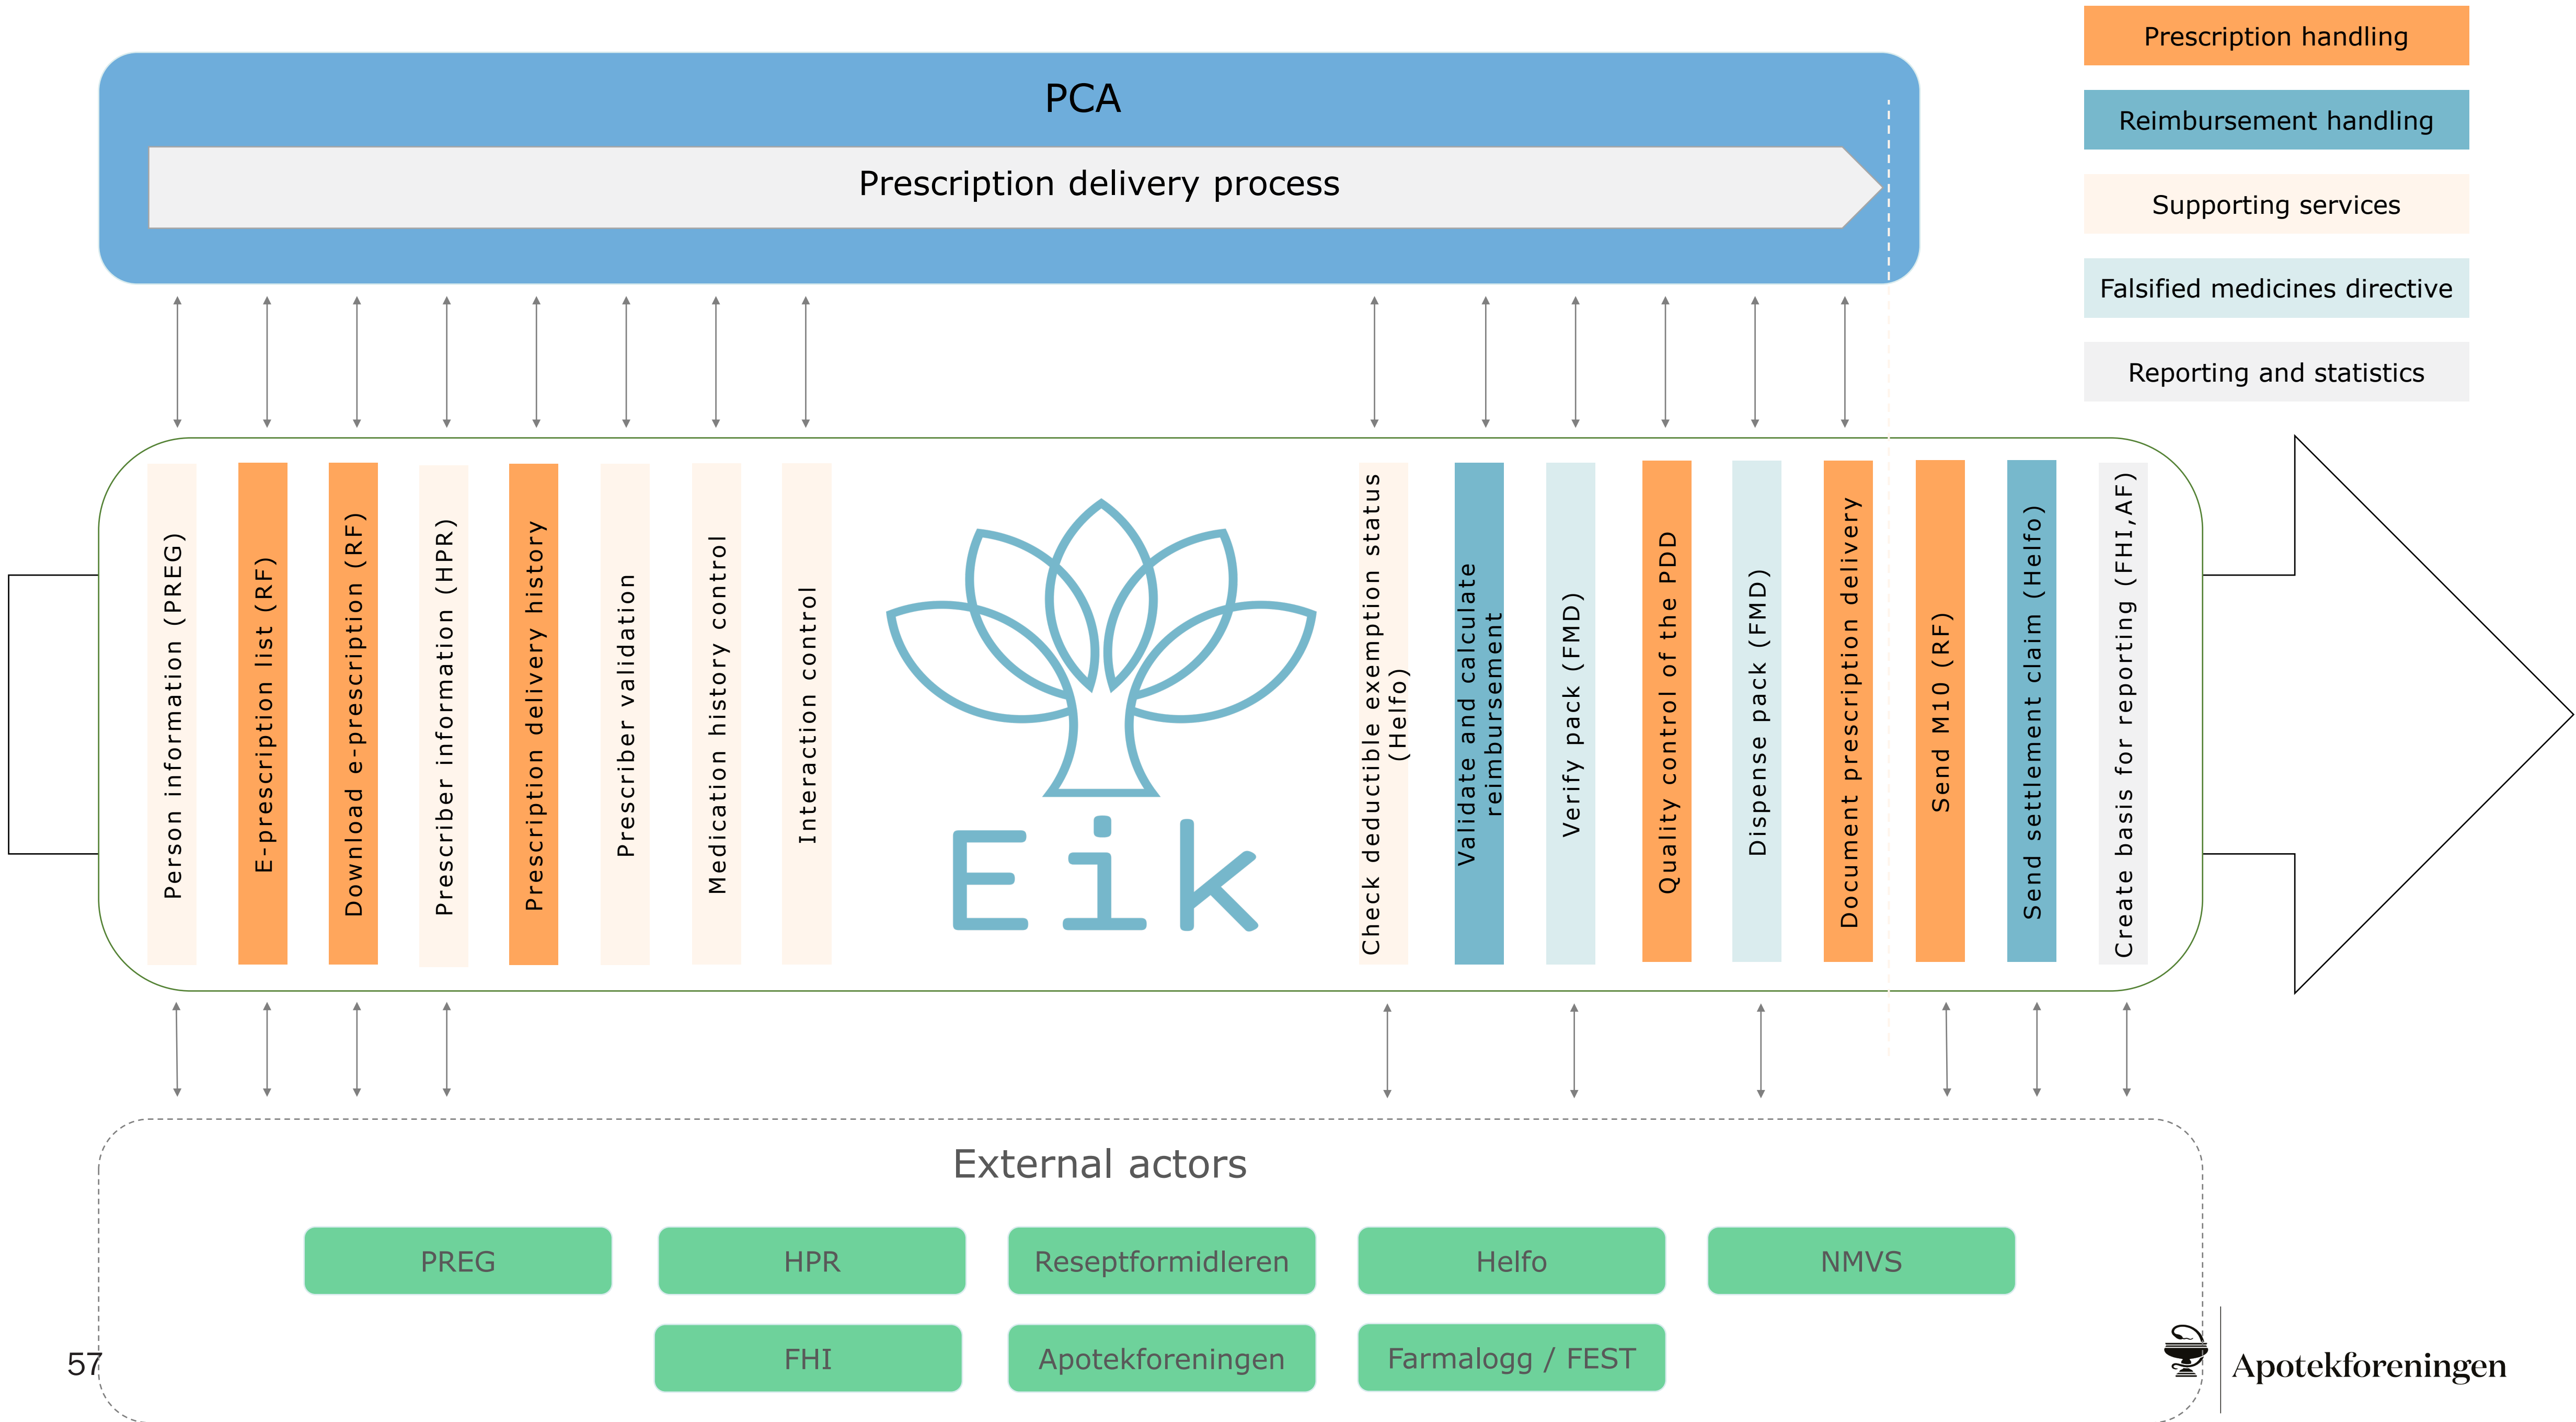 PCA
Prescription delivery process
Prescription handling
Reimbursement handling
Supporting services
Falsified medicines directive
Reporting and statistics
Person information (PREG)
E-prescription list (RF)
Download e-prescription (RF)
Prescriber information (HPR)
Prescription delivery history
Prescriber validation
Medication history control
Interaction control
Eik
Check deductible exemption status
(Helfo)
Validate and calculate
reimbursement
Verify pack (FMD)
Quality control of the PDD
Dispense pack (FMD)
Document prescription delivery
Send M10 (RF)
Send settlement claim (Helfo)
Create basis for reporting (FHI,AF)
External actors
PREG
HPR
Reseptformidleren
Helfo
NMVS
FHI
Apotekforeningen
Farmalogg / FEST
57
Apotekforeningen